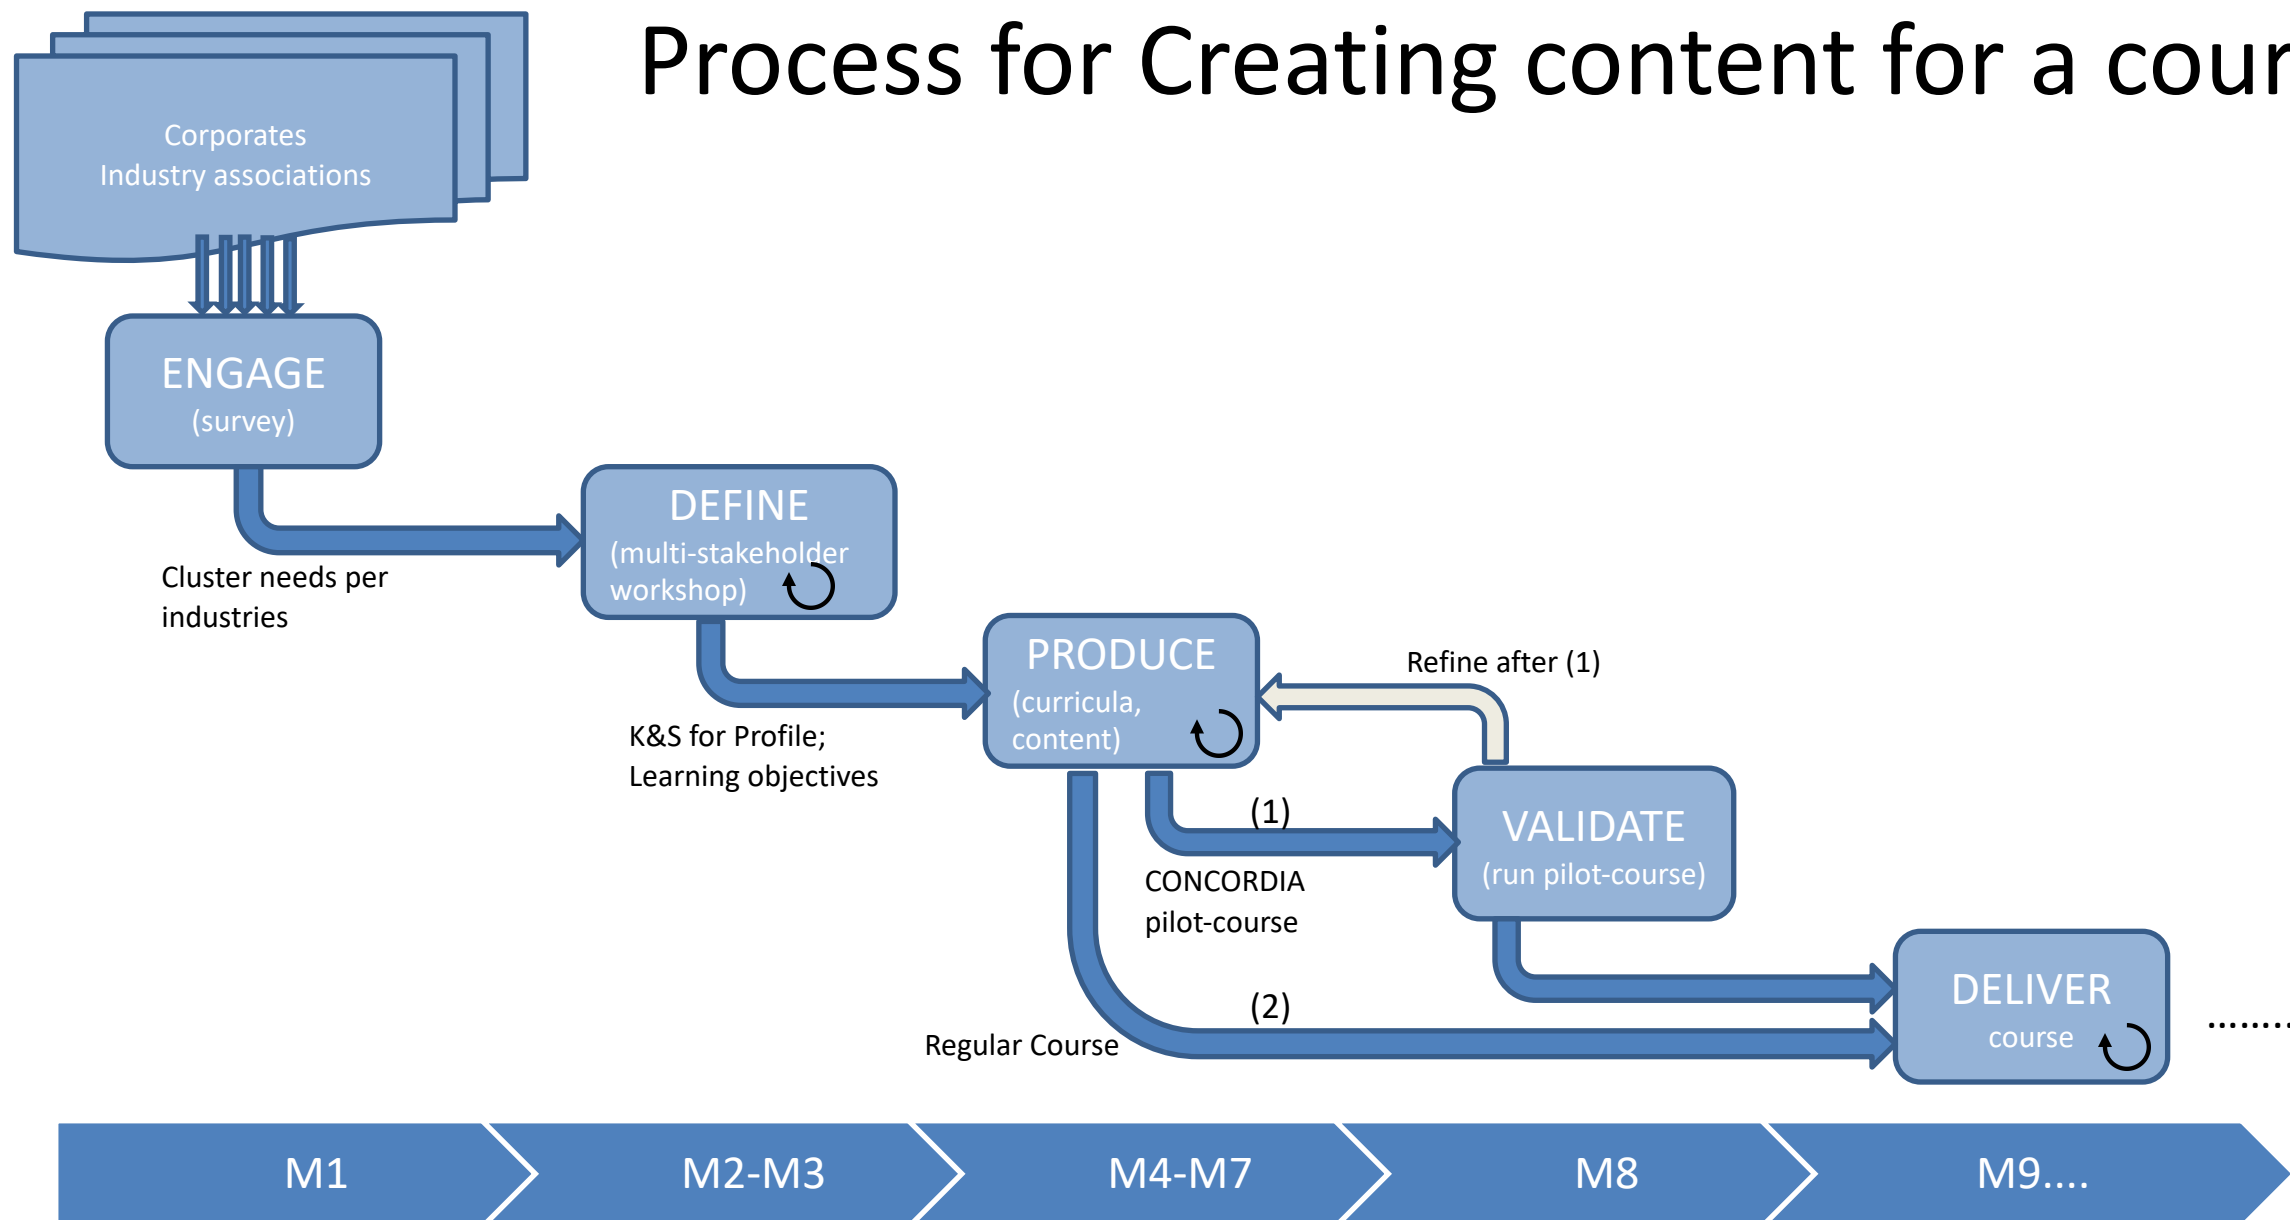 Process for Creating content for a cour
Corporates
Industry associations
ENGAGE
(survey)
Cluster needs per
industries
DEFINE
(multi-stakeholder
workshop)
K&S for Profile;
Learning objectives
PRODUCE
(curricula,
content)
Refine after (1)
(1)
CONCORDIA
pilot-course
VALIDATE
(run pilot-course)
(2)
Regular Course
DELIVER
course
........
M1
M2-M3
M4-M7
M8
M9....